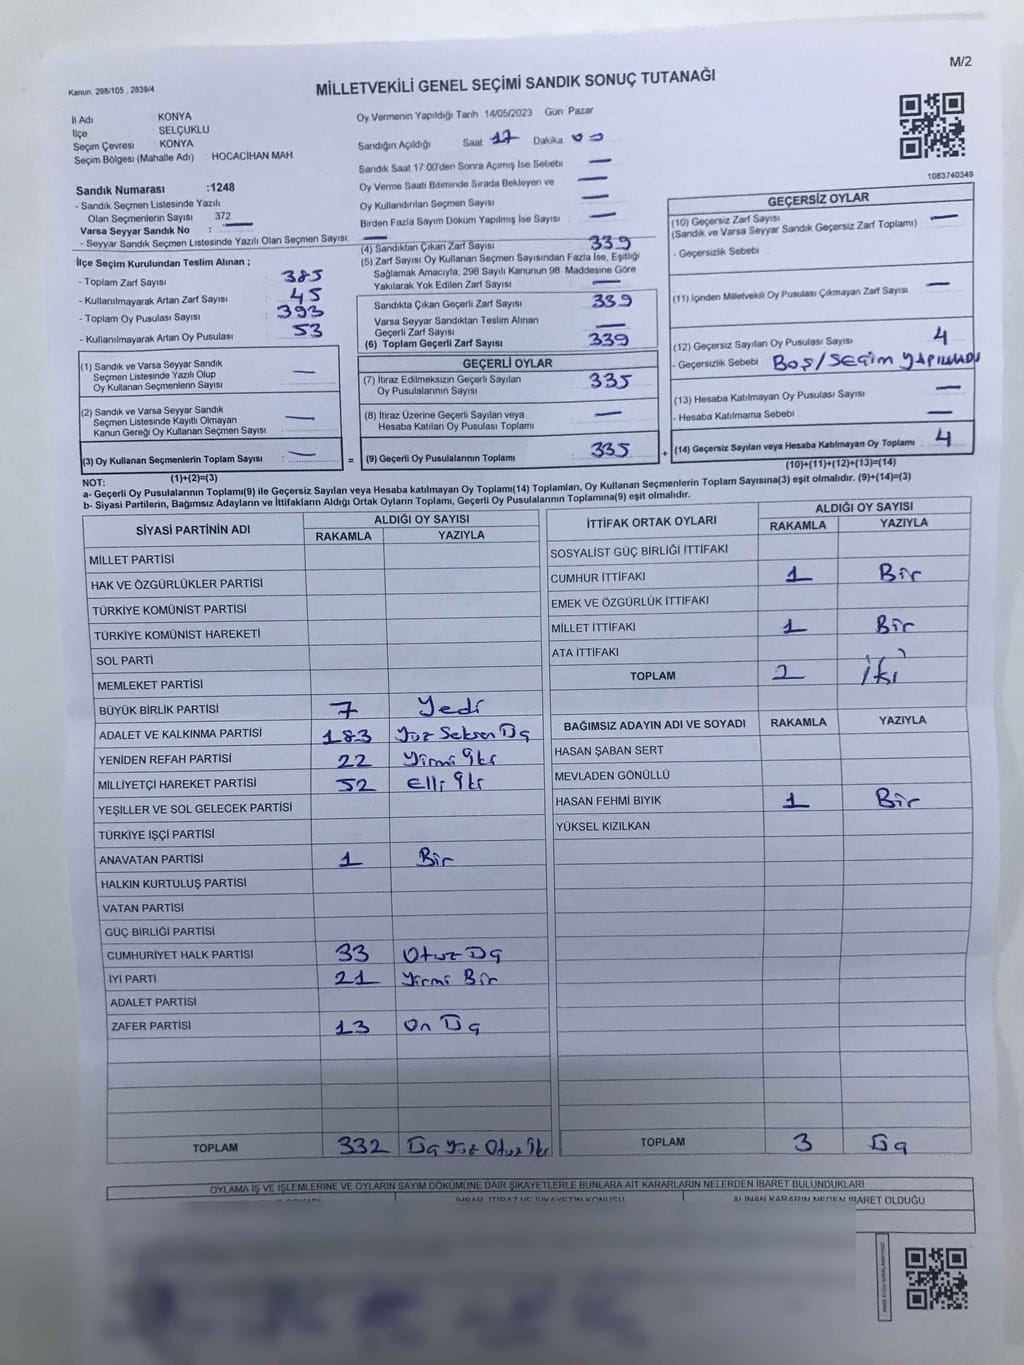 M/2
Kanun, 298/105 , 2839/4
MİLLETVEKİLİ GENEL SEÇİMİ SANDIK SONUÇ TUTANAĞI
İl Adı KONYA
İlçe SELÇUKLU
Seçim Çevresi KONYA
Seçim Bölgesi (Mahalle Adı) : HOCACİHAN MAH
Sandık Numarası :1248
- Sandık Seçmen Listesinde Yazılı
Olan Seçmenlerin Sayısı 372
Varsa Seyyar Sandık No : —
- Seyyar Sandık Seçmen Listesinde Yazılı Olan Seçmen Sayısı: —
İlçe Seçim Kurulundan Teslim Alınan ;
- Toplam Zarf Sayısı : 385
- Kullanılmayarak Artan Zarf Sayısı : 45
- Toplam Oy Pusulası Sayısı : 393
- Kullanılmayarak Artan Oy Pusulası : 53
(1) Sandık ve Varsa Seyyar Sandık
Seçmen Listesinde Yazılı Olup
Oy Kullanan Seçmenlerin Sayısı : —
(2) Sandık ve Varsa Seyyar Sandık
Seçmen Listesinde Kayıtlı Olmayan
Kanun Gereği Oy Kullanan Seçmen Sayısı : —
(3) Oy Kullanan Seçmenlerin Toplam Sayısı : —
(1)+(2)=(3)
Oy Vermenin Yapıldığı Tarih 14/05/2023 Gün Pazar
Sandığın Açıldığı Saat 17 Dakika 00
Sandık Saat 17:00'den Sonra Açımış İse Sebebi —
Oy Verme Saati Bitiminde Sırada Bekleyen ve —
Oy Kullandırılan Seçmen Sayısı —
Birden Fazla Sayım Döküm Yapılmış İse Sayısı —
(4) Sandıktan Çıkan Zarf Sayısı 339
(5) Zarf Sayısı Oy Kullanan Seçmen Sayısından Fazla İse, Eşitliği
Sağlamak Amacıyla, 298 Sayılı Kanunun 98 Maddesine Göre
Yakılarak Yok Edilen Zarf Sayısı —
Sandıkta Çıkan Geçerli Zarf Sayısı : 339
Varsa Seyyar Sandıktan Teslim Alınan
Geçerli Zarf Sayısı —
(6) Toplam Geçerli Zarf Sayısı : 339
GEÇERLİ OYLAR
(7) İtiraz Edilmeksizin Geçerli Sayılan
Oy Pusulalarının Sayısı 335
(8) İtiraz Üzerine Geçerli Sayılan veya
Hesaba Katılan Oy Pusulası Toplamı —
= (9) Geçerli Oy Pusulalarının Toplamı 335
1083740349
GEÇERSİZ OYLAR
(10) Geçersiz Zarf Sayısı —
(Sandık ve Varsa Seyyar Sandık Geçersiz Zarf Toplamı)
- Geçersizlik Sebebi :
(11) İçinden Milletvekili Oy Pusulası Çıkmayan Zarf Sayısı —
(12) Geçersiz Sayılan Oy Pusulası Sayısı 4
- Geçersizlik Sebebi : BOŞ/SEÇİM YAPILMADI
(13) Hesaba Katılmayan Oy Pusulası Sayısı —
- Hesaba Katılmama Sebebi : —
+ (14) Geçersiz Sayılan veya Hesaba Katılmayan Oy Toplamı : 4
(10)+(11)+(12)+(13)=(14)
NOT:
a- Geçerli Oy Pusulalarının Toplamı(9) ile Geçersiz Sayılan veya Hesaba katılmayan Oy Toplamı(14) Toplamları, Oy Kullanan Seçmenlerin Toplam Sayısına(3) eşit olmalıdır. (9)+(14)=(3)
b- Siyasi Partilerin, Bağımsız Adayların ve İttifakların Aldığı Ortak Oyların Toplamı, Geçerli Oy Pusulalarının Toplamına(9) eşit olmalıdır.
SİYASİ PARTİNİN ADI ALDIĞI OY SAYISI
RAKAMLA YAZIYLA
MİLLET PARTİSİ
HAK VE ÖZGÜRLÜKLER PARTİSİ
TÜRKİYE KOMÜNİST PARTİSİ
TÜRKİYE KOMÜNİST HAREKETİ
SOL PARTİ
MEMLEKET PARTİSİ
BÜYÜK BİRLİK PARTİSİ 7 Yedi
ADALET VE KALKINMA PARTİSİ 183 Yüz Seksen Üç
YENİDEN REFAH PARTİSİ 22 Yirmi İki
MİLLİYETÇİ HAREKET PARTİSİ 52 Elli İki
YEŞİLLER VE SOL GELECEK PARTİSİ
TÜRKİYE İŞÇİ PARTİSİ
ANAVATAN PARTİSİ 1 Bir
HALKIN KURTULUŞ PARTİSİ
VATAN PARTİSİ
GÜÇ BİRLİĞİ PARTİSİ
CUMHURİYET HALK PARTİSİ 33 Otuz Üç
İYİ PARTİ 21 Yirmi Bir
ADALET PARTİSİ
ZAFER PARTİSİ 13 On Üç
TOPLAM 332 Üç Yüz Otuz İki
İTTİFAK ORTAK OYLARI ALDIĞI OY SAYISI
RAKAMLA YAZIYLA
SOSYALİST GÜÇ BİRLİĞİ İTTİFAKI
CUMHUR İTTİFAKI 1 Bir
EMEK VE ÖZGÜRLÜK İTTİFAKI
MİLLET İTTİFAKI 1 Bir
ATA İTTİFAKI
TOPLAM 2 İki
BAĞIMSIZ ADAYIN ADI VE SOYADI RAKAMLA YAZIYLA
HASAN ŞABAN SERT
MEVLADEN GÖNÜLLÜ
HASAN FEHMİ BIYIK 1 Bir
YÜKSEL KIZILKAN
TOPLAM 3 Üç
OYLAMA İŞ VE İŞLEMLERİNE VE OYLARIN SAYIM DÖKÜMÜNE DAİR ŞİKAYETLERLE BUNLARA AİT KARARLARIN NELERDEN İBARET BULUNDUKLARI
İHBAR, İTİRAZ VE ŞİKAYETİN KONUSU ALINAN KARARIN NEDEN İBARET OLDUĞU